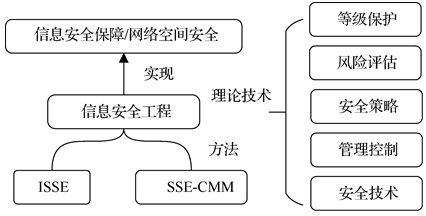 信息安全保障/网络空间安全
实现
信息安全工程
方法
ISSE
SSE-CMM
理论技术
等级保护
风险评估
安全策略
管理控制
安全技术